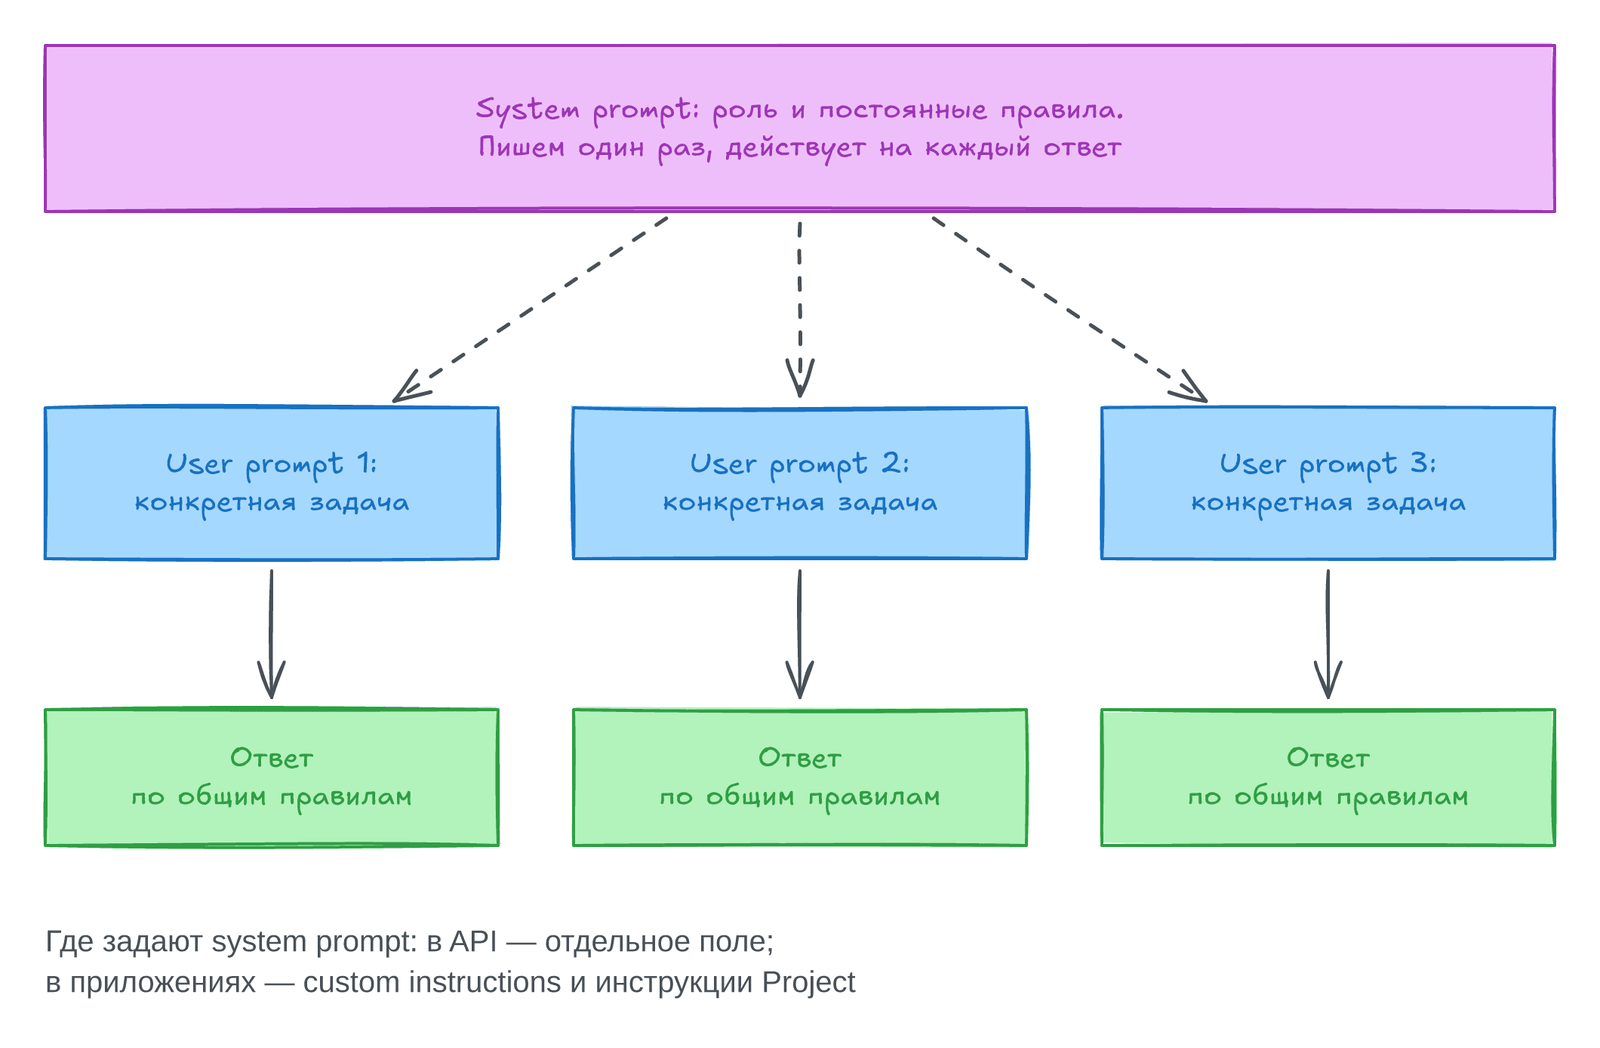 System prompt: роль и постоянные правила.
Пишем один раз, действует на каждый ответ
User prompt 1:
конкретная задача
User prompt 2:
конкретная задача
User prompt 3:
конкретная задача
Ответ
по общим правилам
Ответ
по общим правилам
Ответ
по общим правилам
Где задают system prompt: в API — отдельное поле;
в приложениях — custom instructions и инструкции Project